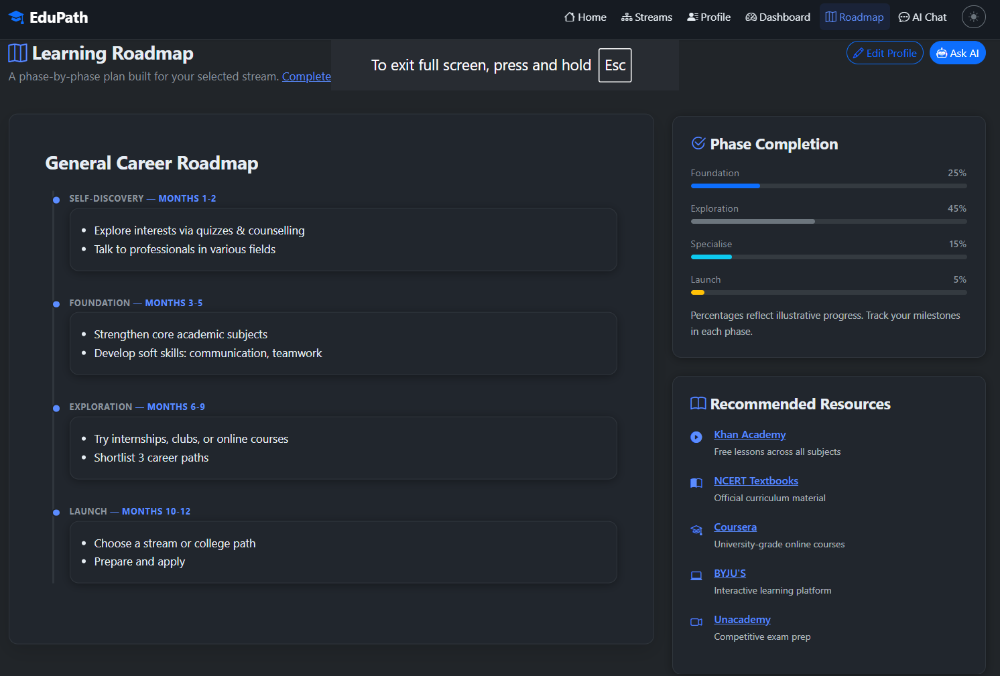 EduPath
Home Streams Profile Dashboard Roadmap AI Chat
Learning Roadmap
A phase-by-phase plan built for your selected stream. Complete
To exit full screen, press and hold Esc
Edit Profile Ask AI
General Career Roadmap
SELF-DISCOVERY — MONTHS 1-2
• Explore interests via quizzes & counselling
• Talk to professionals in various fields
FOUNDATION — MONTHS 3-5
• Strengthen core academic subjects
• Develop soft skills: communication, teamwork
EXPLORATION — MONTHS 6-9
• Try internships, clubs, or online courses
• Shortlist 3 career paths
LAUNCH — MONTHS 10-12
• Choose a stream or college path
• Prepare and apply
Phase Completion
Foundation 25%
Exploration 45%
Specialise 15%
Launch 5%
Percentages reflect illustrative progress. Track your milestones
in each phase.
Recommended Resources
Khan Academy
Free lessons across all subjects
NCERT Textbooks
Official curriculum material
Coursera
University-grade online courses
BYJU'S
Interactive learning platform
Unacademy
Competitive exam prep